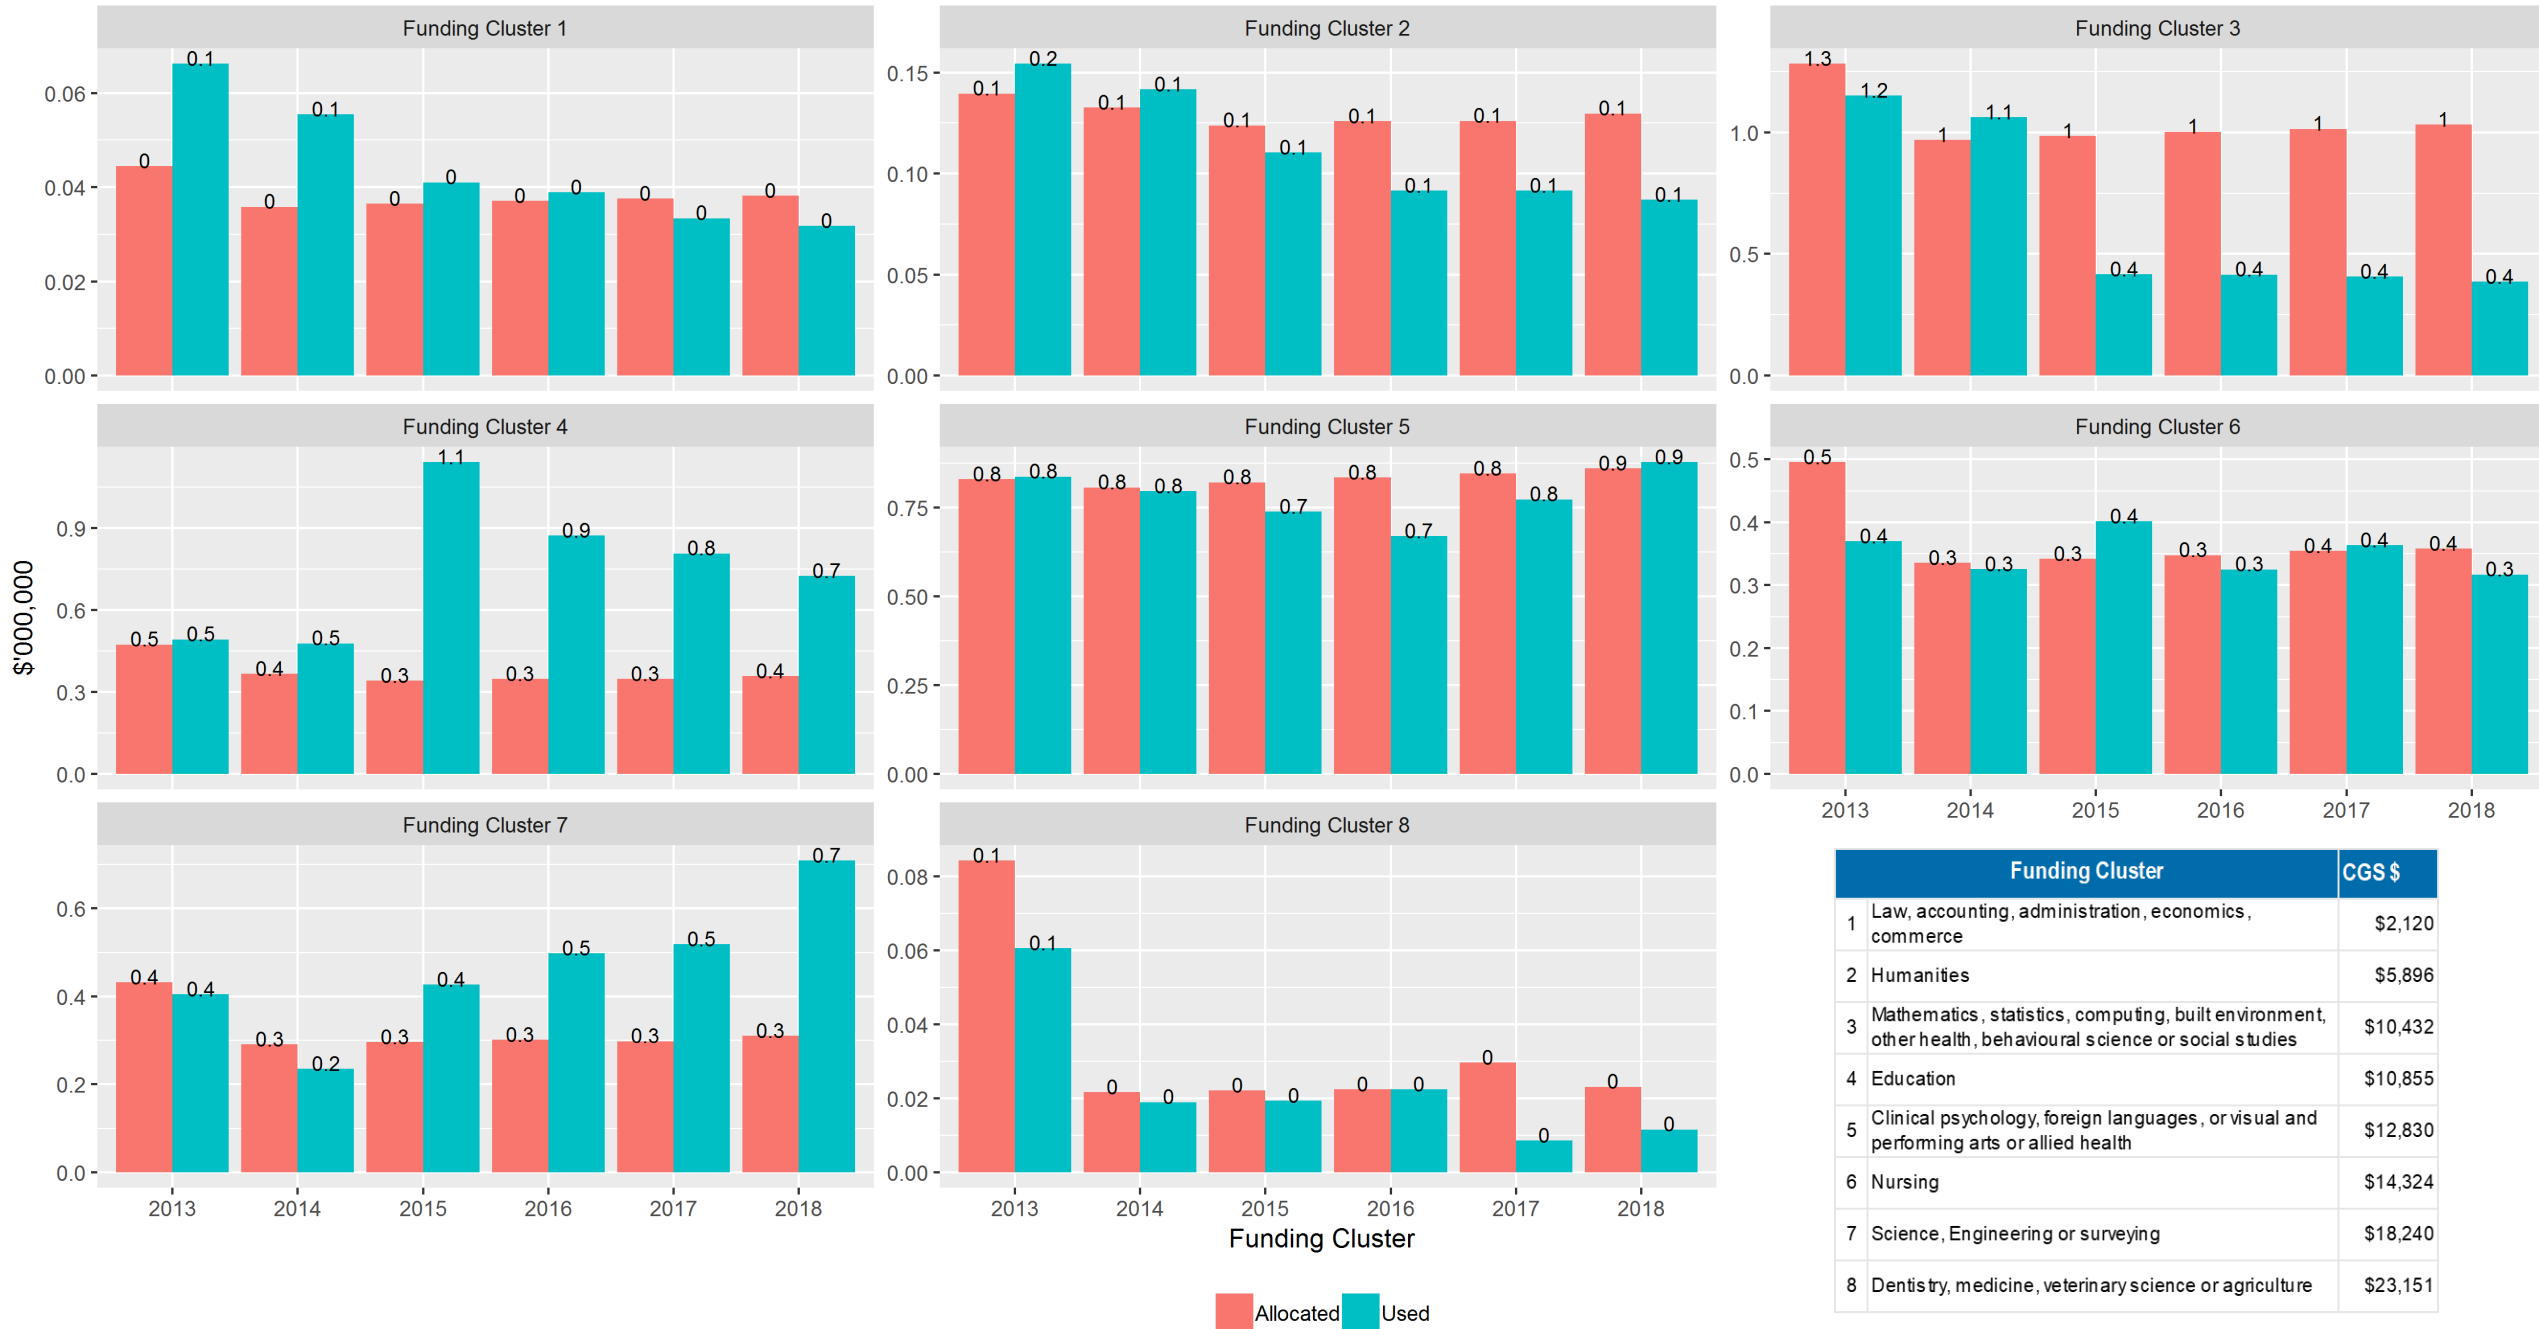 Funding Cluster 1
0.06
0.04
0.02
0.00
0 0.1 0 0.1 0 0 0 0 0 0 0 0
Funding Cluster 2
0.15
0.10
0.05
0.00
0.1 0.2 0.1 0.1 0.1 0.1 0.1 0.1 0.1 0.1 0.1 0.1
Funding Cluster 3
1.0
0.5
0.0
1.3 1.2 1 1.1 1 0.4 1 0.4 1 0.4 1 0.4
$'000,000
Funding Cluster 4
0.9
0.6
0.3
0.0
0.5 0.5 0.4 0.5 0.3 1.1 0.3 0.9 0.3 0.8 0.4 0.7
Funding Cluster 5
0.75
0.50
0.25
0.00
0.8 0.8 0.8 0.8 0.8 0.7 0.8 0.7 0.8 0.8 0.9 0.9
Funding Cluster 6
0.5
0.4
0.3
0.2
0.1
0.0
0.5 0.4 0.3 0.3 0.3 0.4 0.3 0.3 0.4 0.4 0.4 0.3
2013 2014 2015 2016 2017 2018
Funding Cluster 7
0.6
0.4
0.2
0.0
0.4 0.4 0.3 0.2 0.3 0.4 0.3 0.5 0.3 0.5 0.3 0.7
2013 2014 2015 2016 2017 2018
Funding Cluster 8
0.08
0.06
0.04
0.02
0.00
0.1 0.1 0 0 0 0 0 0 0 0 0 0
2013 2014 2015 2016 2017 2018
Funding Cluster
Allocated Used
Funding Cluster CGS $
1 Law, accounting, administration, economics,
commerce $2,120
2 Humanities $5,896
3 Mathematics, statistics, computing, built environment,
other health, behavioural science or social studies $10,432
4 Education $10,855
5 Clinical psychology, foreign languages, or visual and
performing arts or allied health $12,830
6 Nursing $14,324
7 Science, Engineering or surveying $18,240
8 Dentistry, medicine, veterinary science or agriculture $23,151